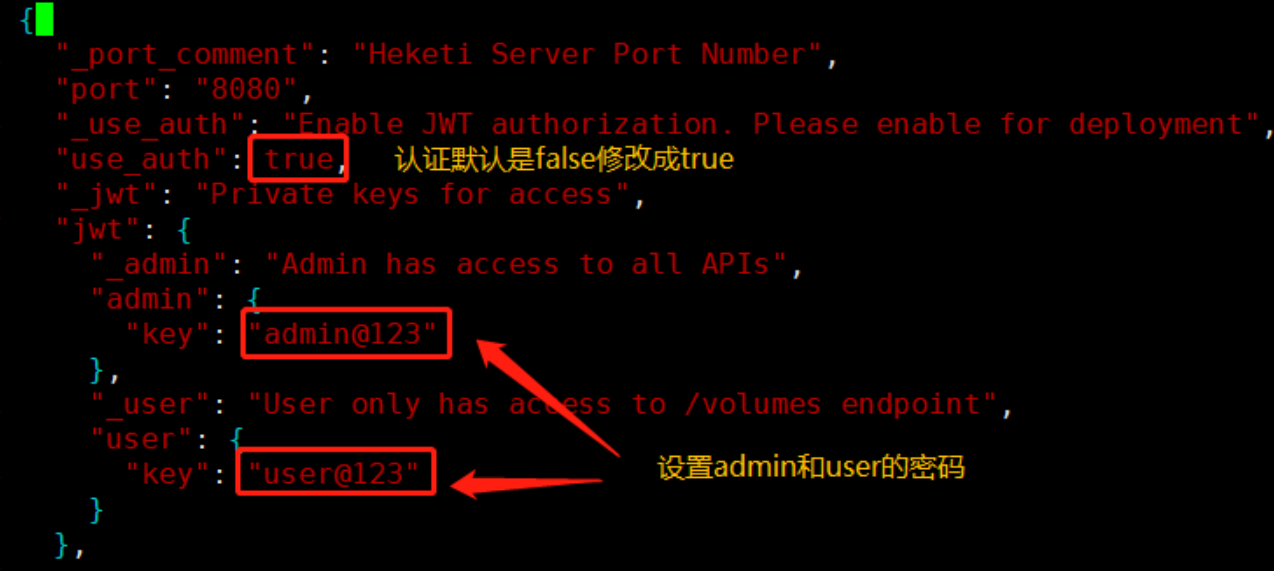 {
"_port_comment": "Heketi Server Port Number",
"port": "8080",
"_use_auth": "Enable JWT authorization. Please enable for deployment",
"use_auth": true, 认证默认是false修改成true
"_jwt": "Private keys for access",
"jwt": {
"_admin": "Admin has access to all APIs",
"admin": {
"key": "admin@123"
},
"_user": "User only has access to /volumes endpoint",
"user": {
"key": "user@123"
设置admin和user的密码
}
},